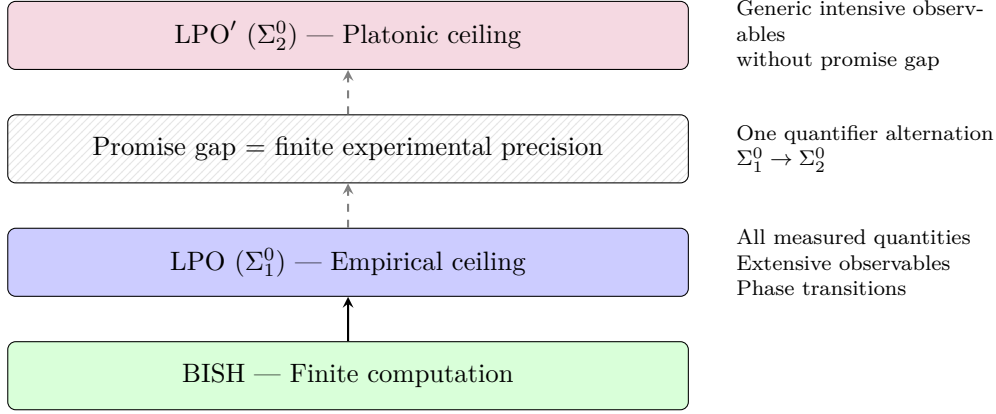 LPO′ (Σ⁰₂) — Platonic ceiling
Generic intensive observ-
ables
without promise gap
Promise gap = finite experimental precision
One quantifier alternation
Σ⁰₁ → Σ⁰₂
LPO (Σ⁰₁) — Empirical ceiling
All measured quantities
Extensive observables
Phase transitions
BISH — Finite computation